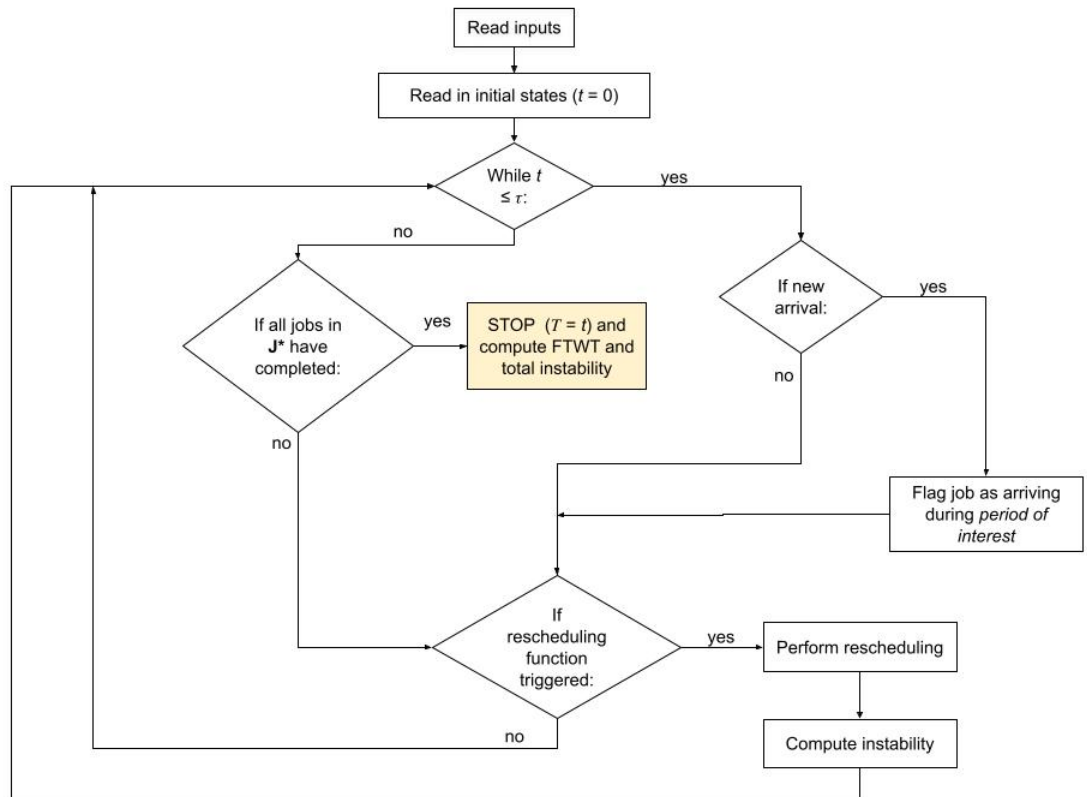 Read inputs
Read in initial states (t = 0)
While t
≤ τ:
yes
no
If new
arrival:
yes
no
If all jobs in
J* have
completed:
yes
STOP (T = t) and
compute FTWT and
total instability
no
Flag job as arriving
during period of
interest
If
rescheduling
function
triggered:
yes
Perform rescheduling
no
Compute instability